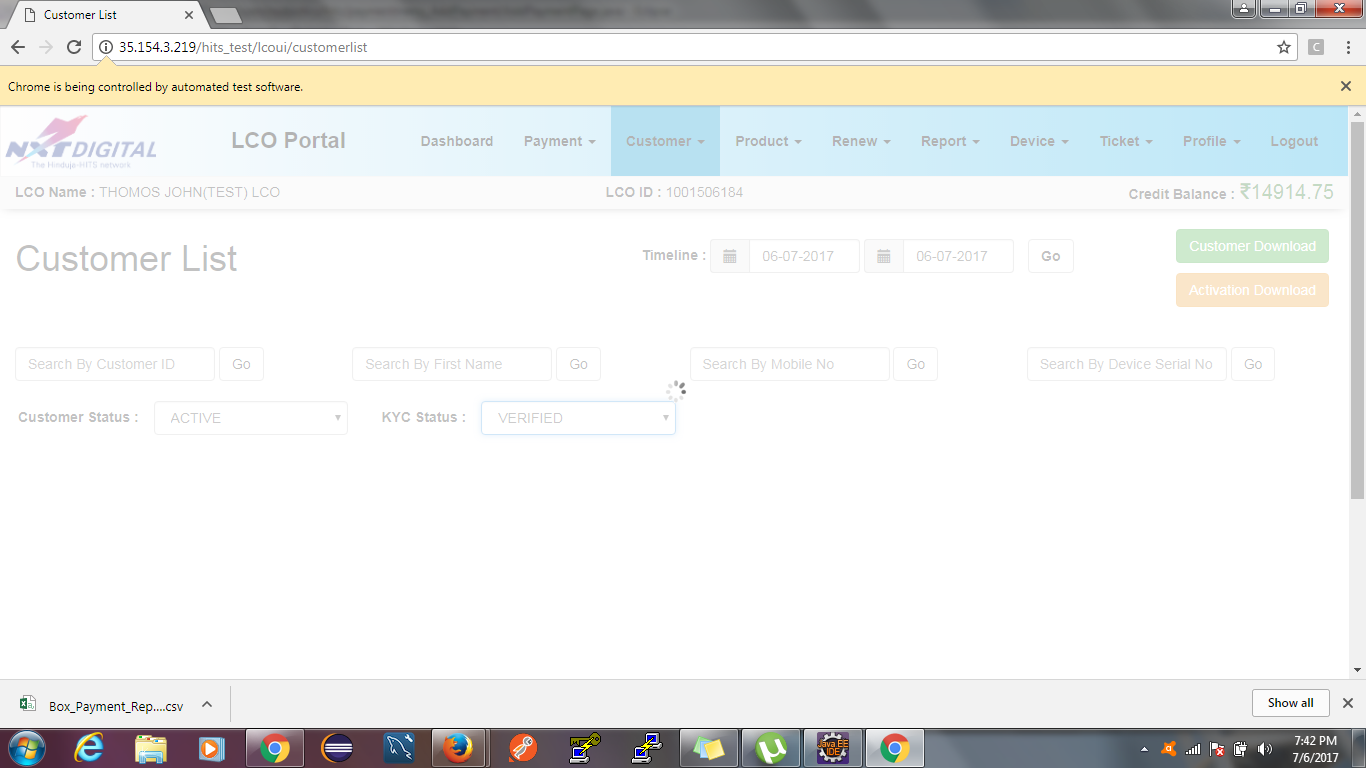 Customer List
35.154.3.219/hits_test/lcoui/customerlist
C
Chrome is being controlled by automated test software.
NXTDIGITAL
The Hinduja-HITS network
LCO Portal Dashboard Payment Customer Product Renew Report Device Ticket Profile Logout
LCO Name : THOMOS JOHN(TEST) LCO LCO ID : 1001506184 Credit Balance : ₹14914.75
Customer List Timeline : 06-07-2017 06-07-2017 Go
Customer Download
Activation Download
Search By Customer ID Go Search By First Name Go Search By Mobile No Go Search By Device Serial No Go
Customer Status : ACTIVE KYC Status : VERIFIED
Box_Payment_Rep....csv Show all
Java EE
IDE
7:42 PM
7/6/2017